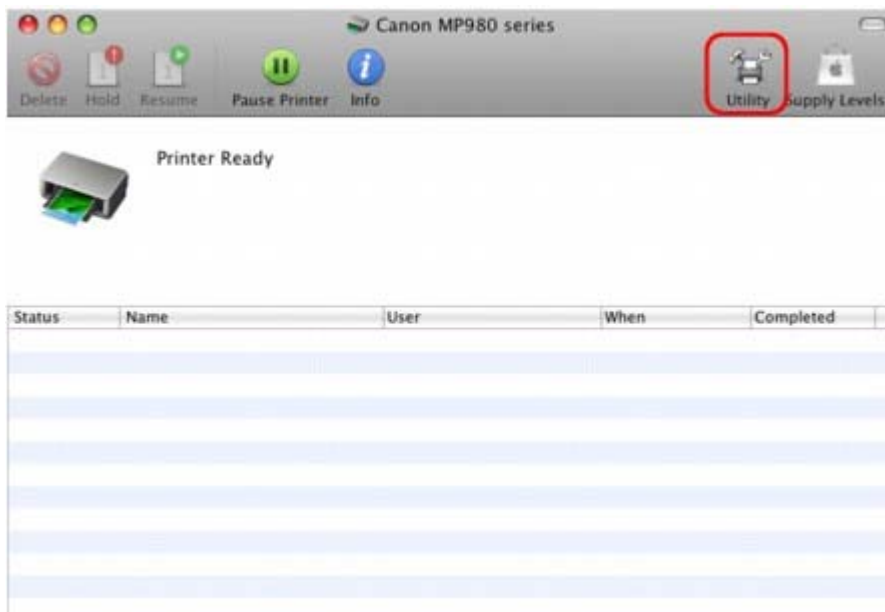 Canon MP980 series
Delete Hold Resume Pause Printer Info Utility Supply Levels
Printer Ready
Status Name User When Completed